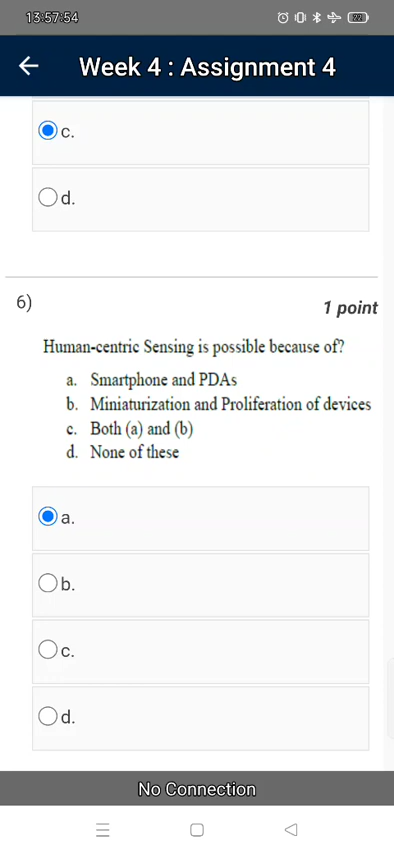 13:57:54
22
Week 4 : Assignment 4
c.
d.
6)
1 point
Human-centric Sensing is possible because of?
a. Smartphone and PDAs
b. Miniaturization and Proliferation of devices
c. Both (a) and (b)
d. None of these
a.
b.
c.
d.
No Connection